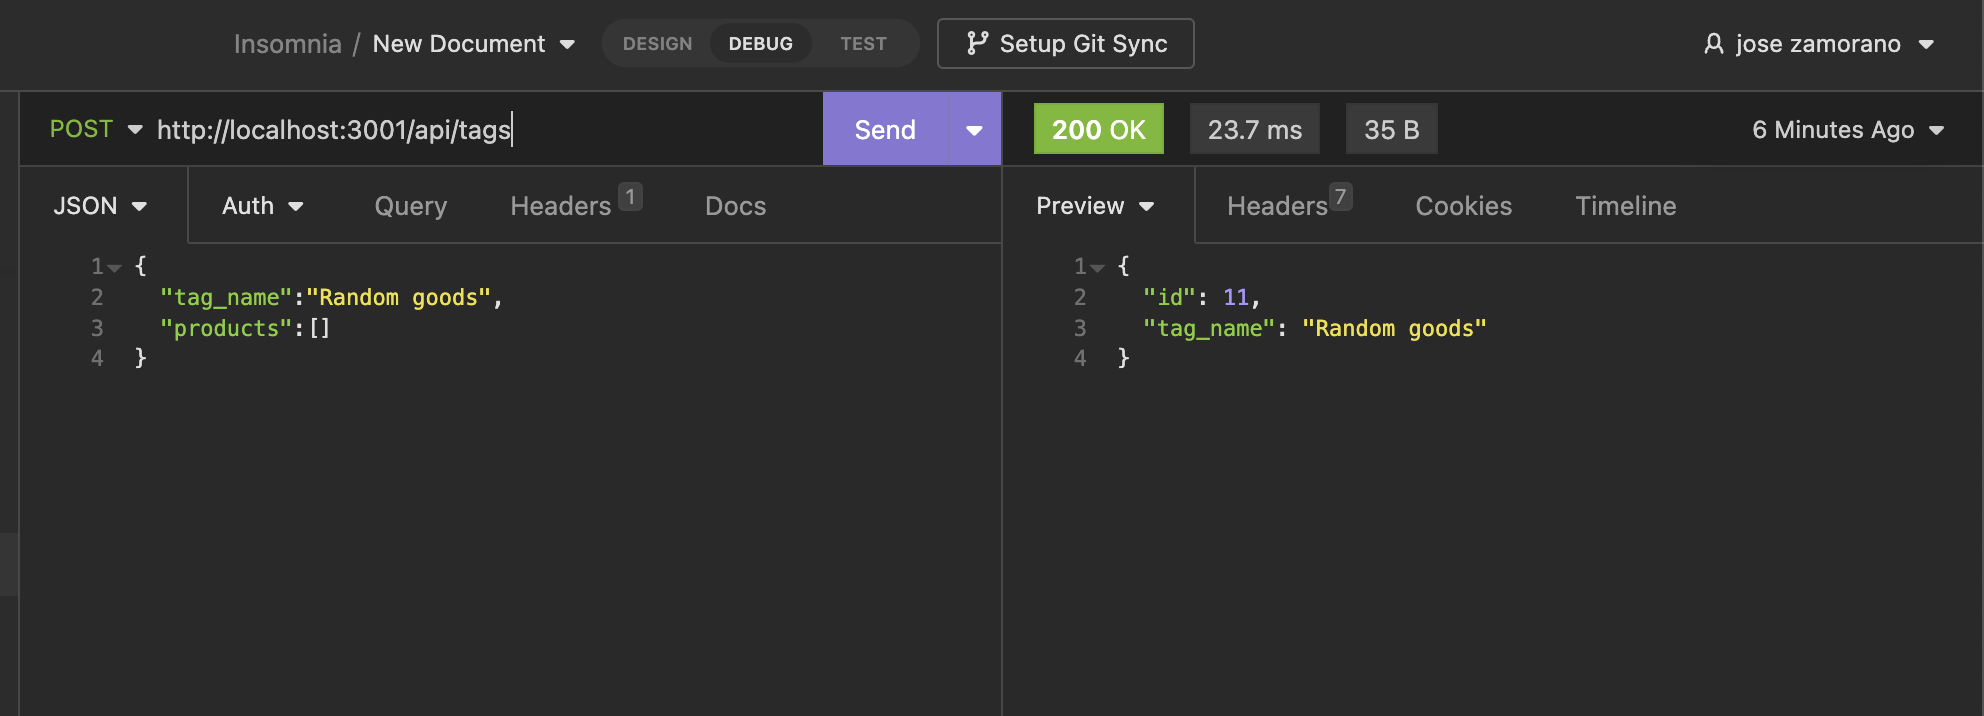 Insomnia / New Document DESIGN DEBUG TEST Setup Git Sync jose zamorano
POST http://localhost:3001/api/tags Send 200 OK 23.7 ms 35 B 6 Minutes Ago
JSON Auth Query Headers 1 Docs Preview Headers 7 Cookies Timeline
1 {
2 "tag_name":"Random goods",
3 "products":[]
4 }
1 {
2 "id": 11,
3 "tag_name": "Random goods"
4 }